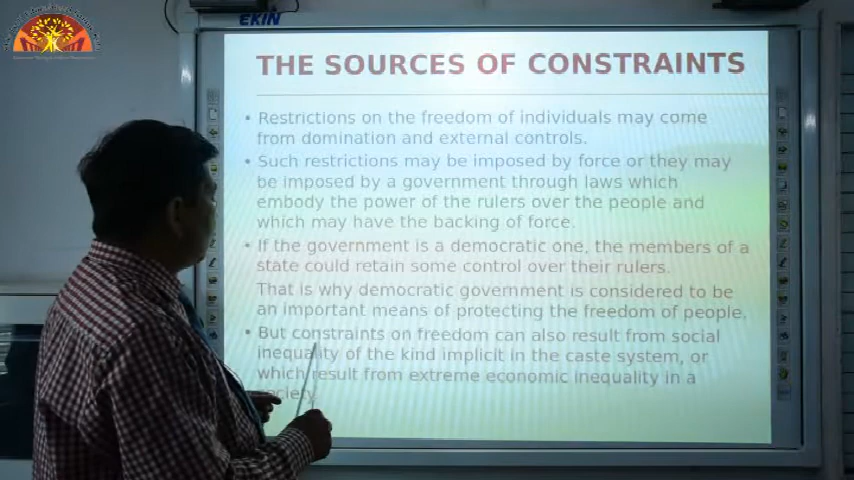 EKIN
THE SOURCES OF CONSTRAINTS
• Restrictions on the freedom of individuals may come
from domination and external controls.
• Such restrictions may be imposed by force or they may
be imposed by a government through laws which
embody the power of the rulers over the people and
which may have the backing of force.
• If the government is a democratic one, the members of a
state could retain some control over their rulers.
That is why democratic government is considered to be
an important means of protecting the freedom of people.
• But constraints on freedom can also result from social
inequality of the kind implicit in the caste system, or
which result from extreme economic inequality in a
society.